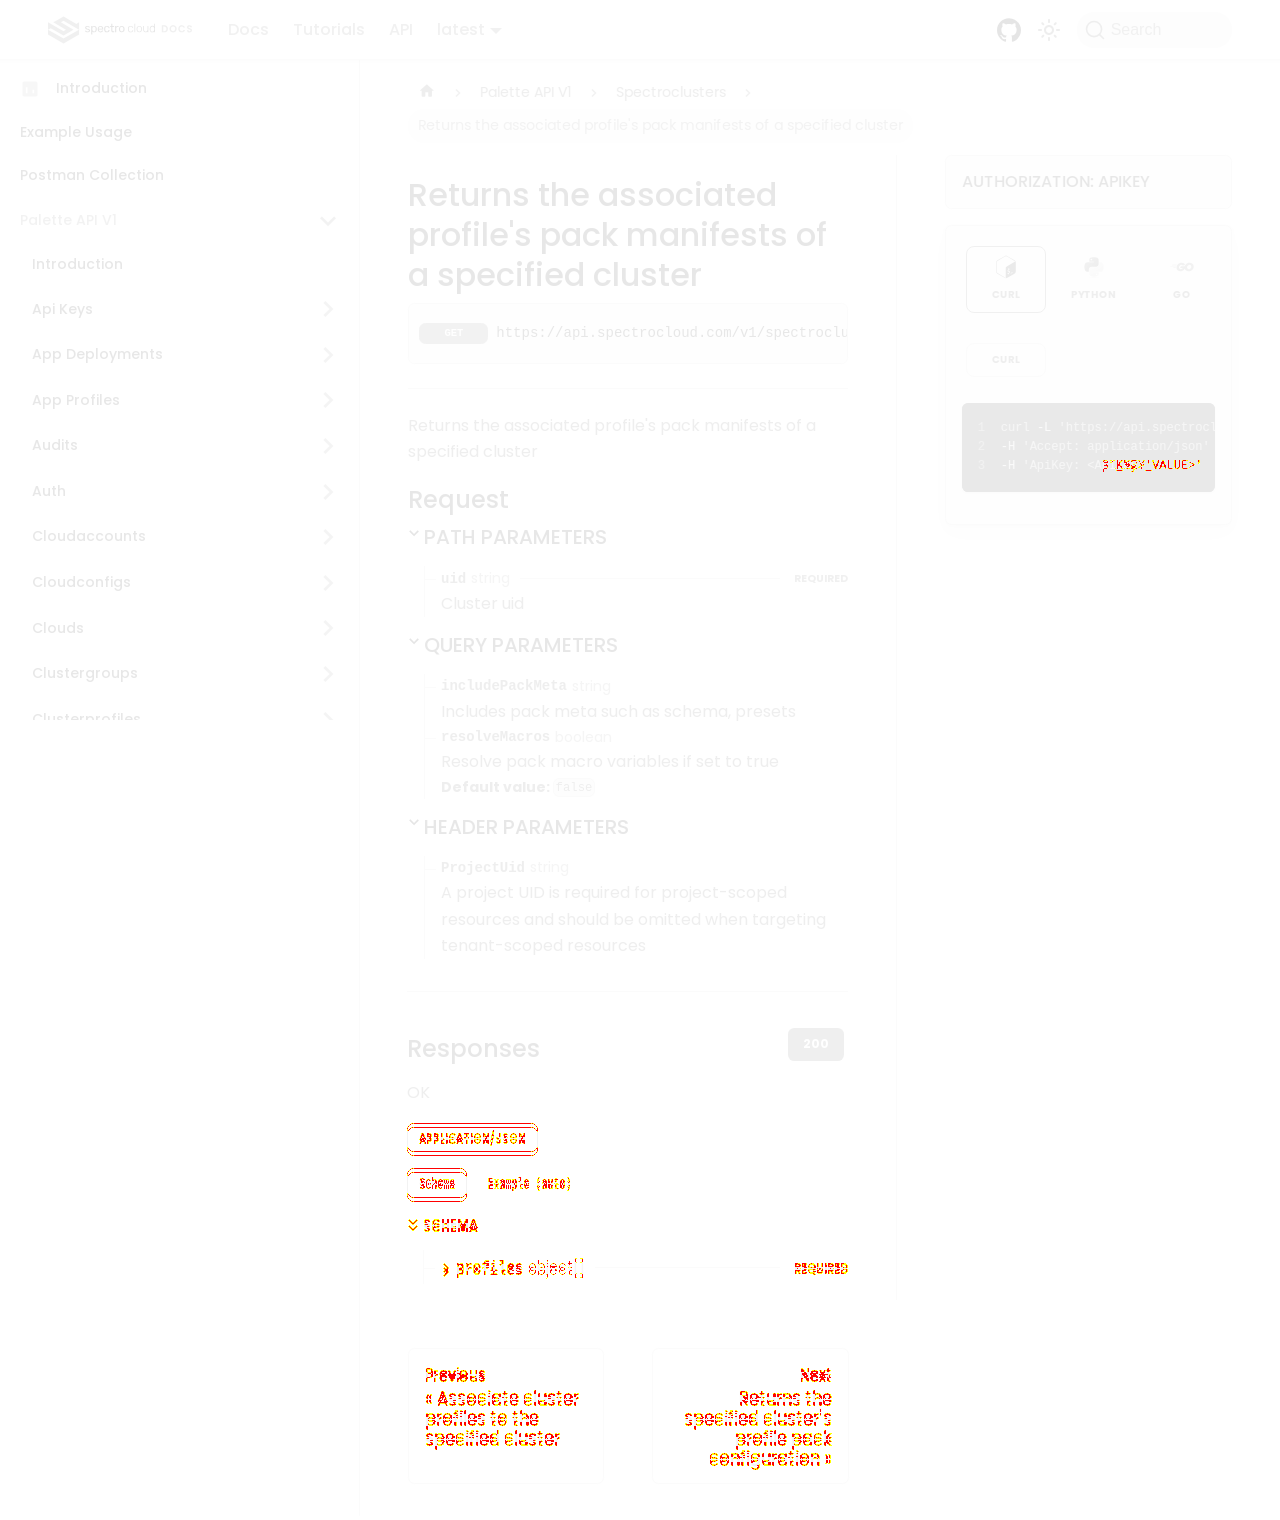 spectro cloud DOCS Docs Tutorials API latest Search
Introduction
Example Usage
Postman Collection
Palette API V1
Introduction
Api Keys
App Deployments
App Profiles
Audits
Auth
Cloudaccounts
Cloudconfigs
Clouds
Clustergroups
Clusterprofiles
Palette API V1 > Spectroclusters >
Returns the associated profile's pack manifests of a specified cluster
Returns the associated
profile's pack manifests of
a specified cluster
GET https://api.spectrocloud.com/v1/spectroclu
Returns the associated profile's pack manifests of a
specified cluster
Request
PATH PARAMETERS
uid string REQUIRED
Cluster uid
QUERY PARAMETERS
includePackMeta string
Includes pack meta such as schema, presets
resolveMacros boolean
Resolve pack macro variables if set to true
Default value: false
HEADER PARAMETERS
ProjectUid string
A project UID is required for project-scoped
resources and should be omitted when targeting
tenant-scoped resources
Responses 200
OK
APPLICATION/JSON
Schema Example (auto)
SCHEMA
profiles object[] REQUIRED
Previous
« Associate cluster
profiles to the
specified cluster
Next
Returns the
specified cluster's
profile pack
configuration »
AUTHORIZATION: APIKEY
CURL PYTHON GO
CURL
1 curl -L 'https://api.spectrocl
2 -H 'Accept: application/json'
3 -H 'ApiKey: